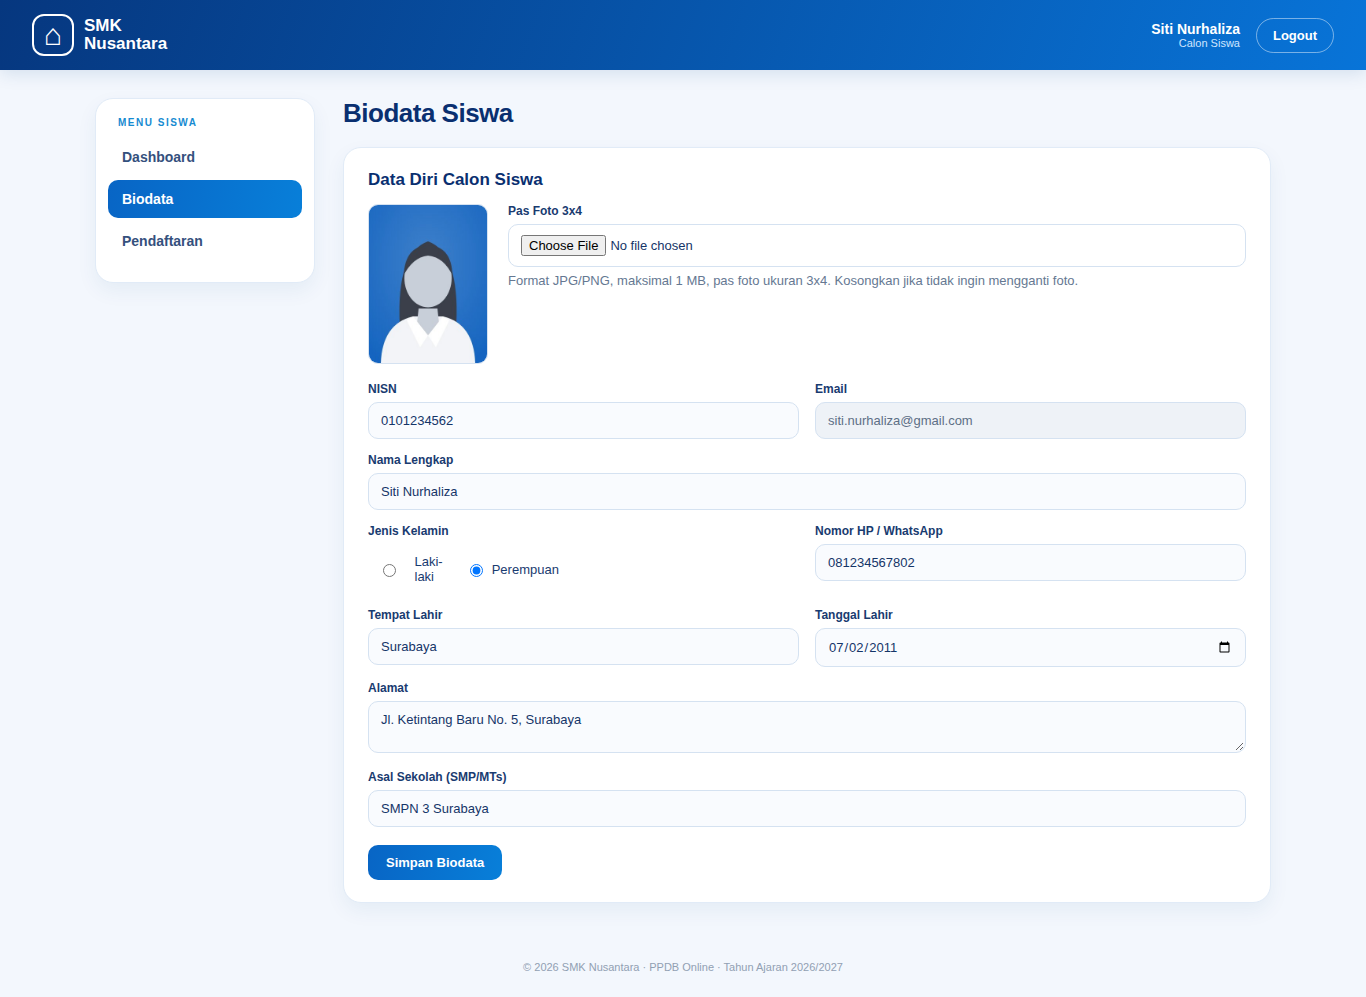 SMK
Nusantara
Siti Nurhaliza
Calon Siswa
Logout
MENU SISWA
Dashboard
Biodata
Pendaftaran
Biodata Siswa
Data Diri Calon Siswa
Pas Foto 3x4
Choose File No file chosen
Format JPG/PNG, maksimal 1 MB, pas foto ukuran 3x4. Kosongkan jika tidak ingin mengganti foto.
NISN
0101234562
Email
siti.nurhaliza@gmail.com
Nama Lengkap
Siti Nurhaliza
Jenis Kelamin
Laki-
laki
Perempuan
Nomor HP / WhatsApp
081234567802
Tempat Lahir
Surabaya
Tanggal Lahir
07/02/2011
Alamat
Jl. Ketintang Baru No. 5, Surabaya
Asal Sekolah (SMP/MTs)
SMPN 3 Surabaya
Simpan Biodata
© 2026 SMK Nusantara · PPDB Online · Tahun Ajaran 2026/2027